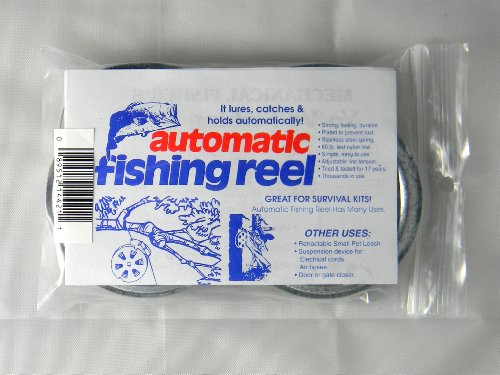 It lures, catches &
holds automatically!
automatic
fishing reel
• Strong, lasting, durable
• Plated to prevent rust
• Stainless steel spring
• 60 lb. test nylon line
• Simple, easy to use
• Adjustable line tension
• Tried & tested for 17 years
• Thousands in use
GREAT FOR SURVIVAL KITS!
Automatic Fishing Reel Has Many Uses.
OTHER USES:
• Retractable Small Pet Leash
• Suspension device for:
Electrical cords
Air hoses
• Door or gate closer.